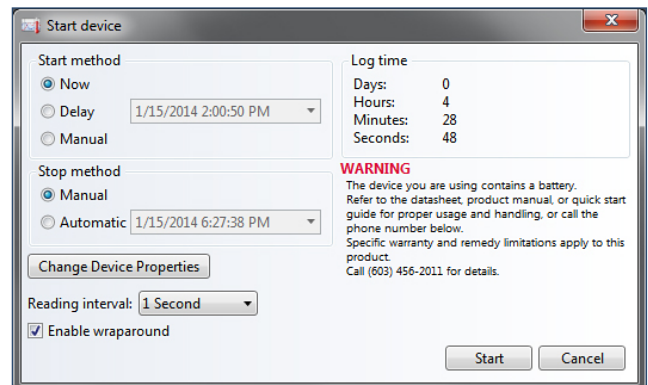 Start device
Start method
Now
Delay 1/15/2014 2:00:50 PM
Manual
Stop method
Manual
Automatic 1/15/2014 6:27:38 PM
Change Device Properties
Reading interval: 1 Second
Enable wraparound
Log time
Days: 0
Hours: 4
Minutes: 28
Seconds: 48
WARNING
The device you are using contains a battery.
Refer to the datasheet, product manual, or quick start
guide for proper usage and handling, or call the
phone number below.
Specific warranty and remedy limitations apply to this
product.
Call (603) 456-2011 for details.
Start Cancel